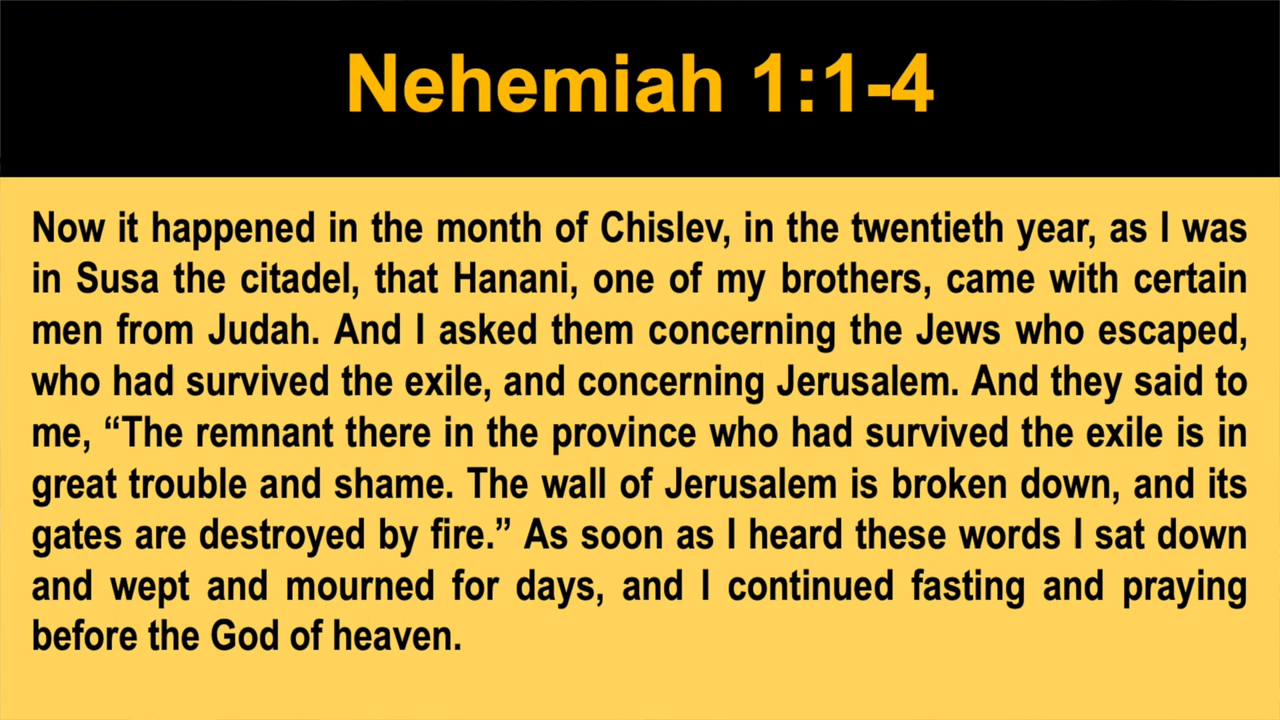 Nehemiah 1:1-4
Now it happened in the month of Chislev, in the twentieth year, as I was
in Susa the citadel, that Hanani, one of my brothers, came with certain
men from Judah. And I asked them concerning the Jews who escaped,
who had survived the exile, and concerning Jerusalem. And they said to
me, “The remnant there in the province who had survived the exile is in
great trouble and shame. The wall of Jerusalem is broken down, and its
gates are destroyed by fire.” As soon as I heard these words I sat down
and wept and mourned for days, and I continued fasting and praying
before the God of heaven.